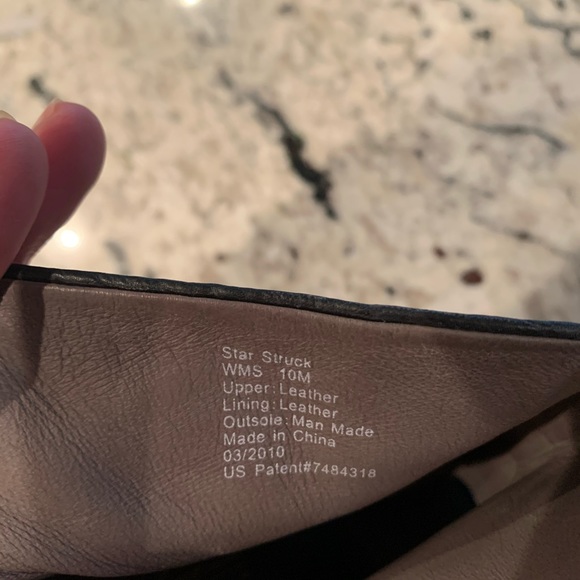 Star Struck
WMS 10M
Upper:Leather
Lining:Leather
Outsole:Man Made
Made in China
03/2010
US Patent#7484318